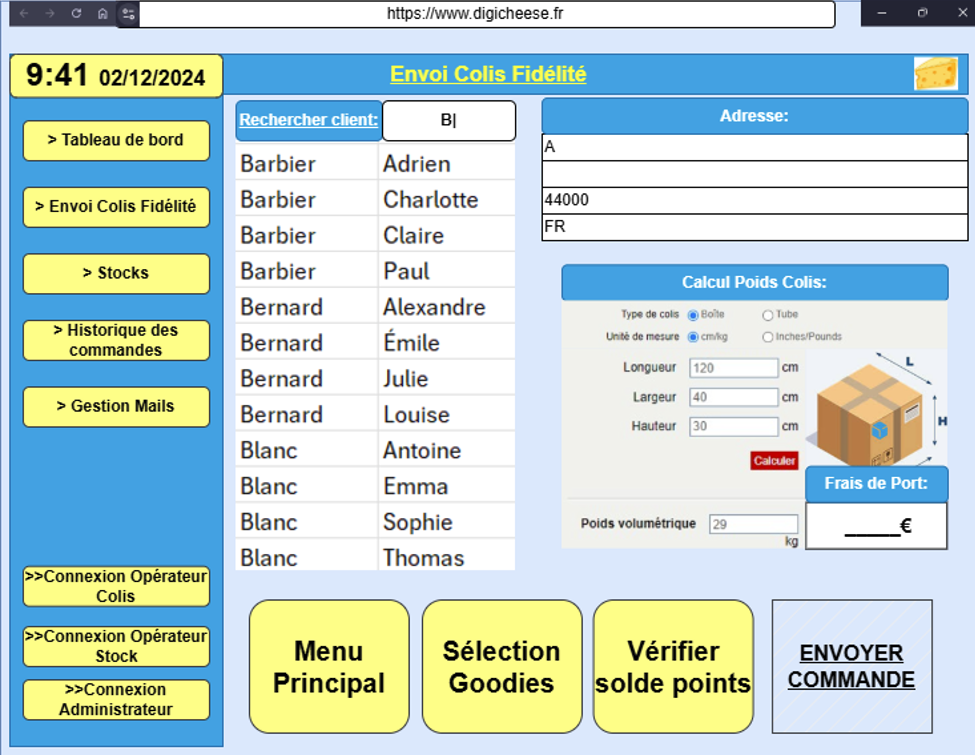 https://www.digicheese.fr
9:41 02/12/2024
Envoi Colis Fidélité
> Tableau de bord
> Envoi Colis Fidélité
> Stocks
> Historique des
commandes
> Gestion Mails
>>Connexion Opérateur
Colis
>>Connexion Opérateur
Stock
>>Connexion
Administrateur
Rechercher client: B|
Barbier Adrien
Barbier Charlotte
Barbier Claire
Barbier Paul
Bernard Alexandre
Bernard Émile
Bernard Julie
Bernard Louise
Blanc Antoine
Blanc Emma
Blanc Sophie
Blanc Thomas
Adresse:
A
44000
FR
Calcul Poids Colis:
Type de colis Boîte Tube
Unité de mesure cm/kg Inches/Pounds
Longueur 120 cm
Largeur 40 cm
Hauteur 30 cm
Calculer
L
H
Poids volumétrique 29
kg
Frais de Port:
_____€
Menu
Principal
Sélection
Goodies
Vérifier
solde points
ENVOYER
COMMANDE